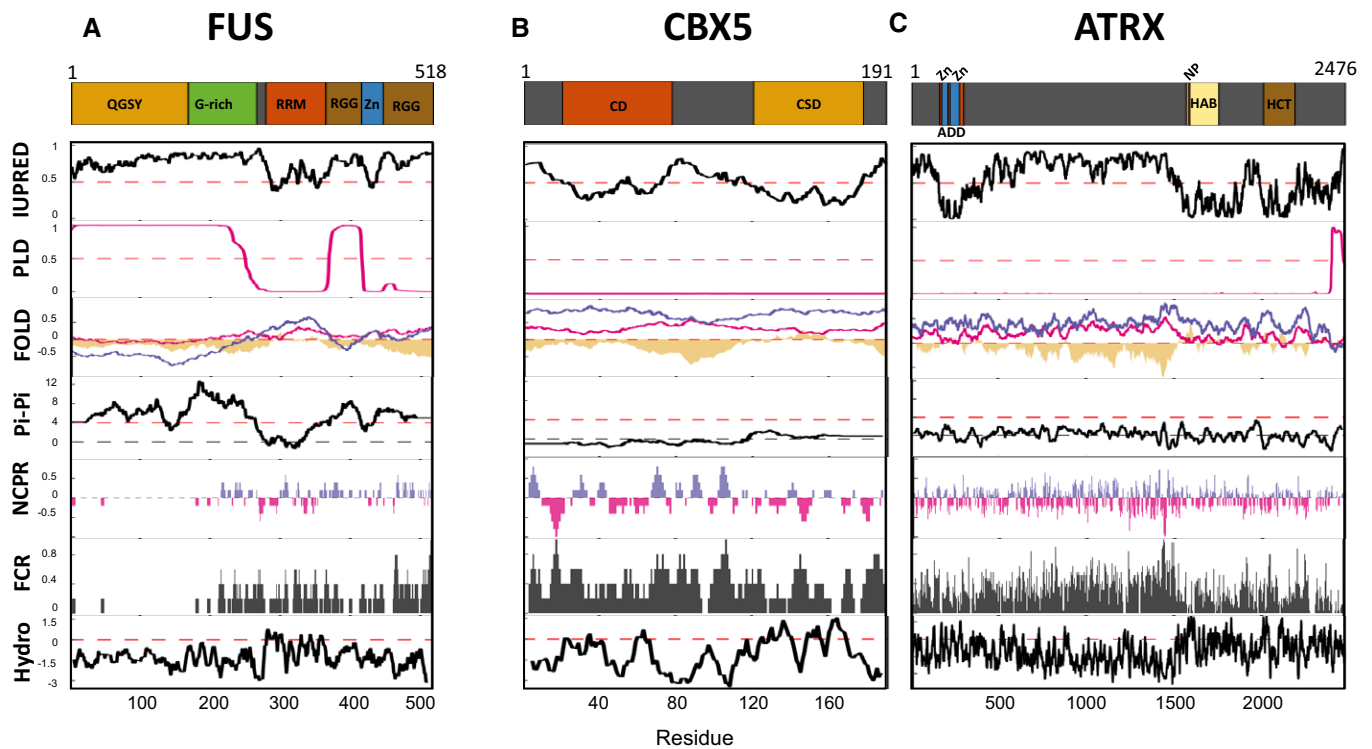 A FUS B CBX5 C ATRX
1 518 1 191 1 2476
Zn Zn NP
QGSY G-rich RRM RGG Zn RGG CD CSD HAB HCT
ADD
IUPRED 1 0.5 0
PLD 1 0.5 0
FOLD 0.5 0 -0.5
Pi-Pi 12 8 4 0
NCPR 0.5 0 -0.5
FCR 0.8 0.4 0
Hydro 1.5 0 -1.5 -3
100 200 300 400 500 40 80 120 160 500 1000 1500 2000
Residue